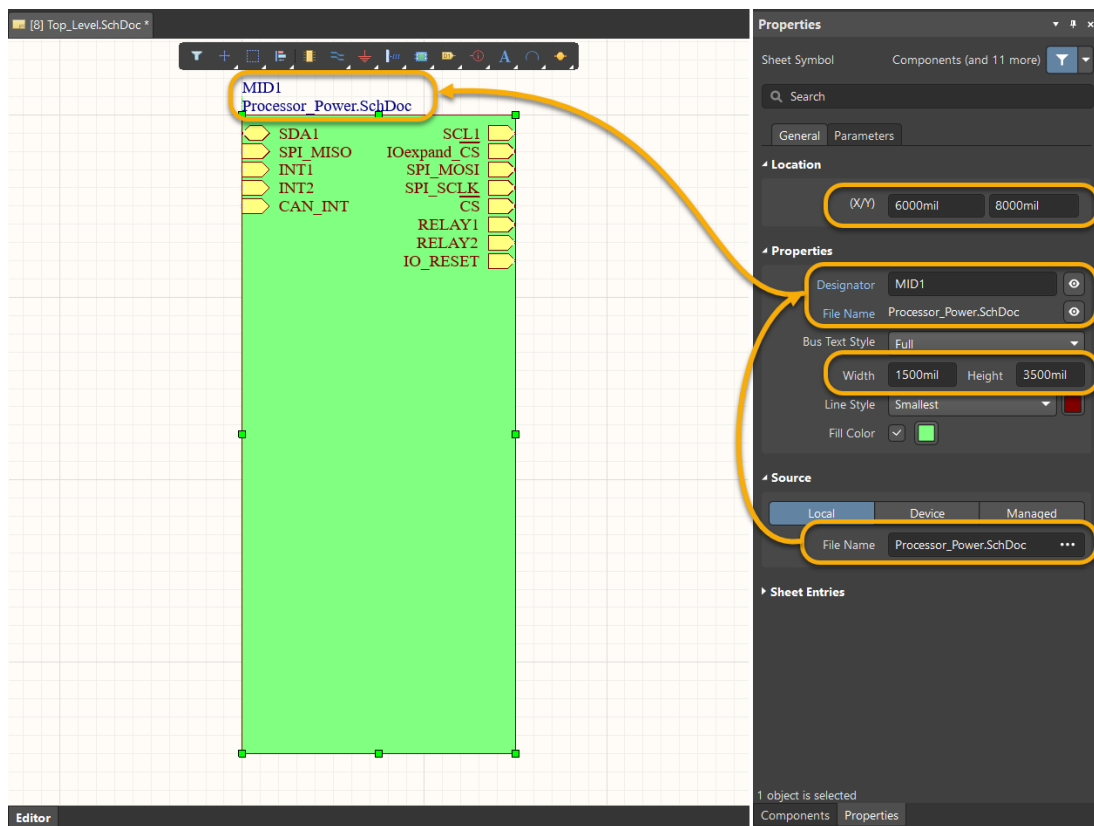 [8] Top_Level.SchDoc *
MID1
Processor_Power.SchDoc
SDA1
SPI_MISO
INT1
INT2
CAN_INT
SCL1
IOexpand_CS
SPI_MOSI
SPI_SCLK
CS
RELAY1
RELAY2
IO_RESET
Editor
Properties
Sheet Symbol Components (and 11 more)
Search
General Parameters
Location
(X/Y) 6000mil 8000mil
Properties
Designator MID1
File Name Processor_Power.SchDoc
Bus Text Style Full
Width 1500mil Height 3500mil
Line Style Smallest
Fill Color
Source
Local Device Managed
File Name Processor_Power.SchDoc ...
Sheet Entries
1 object is selected
Components Properties